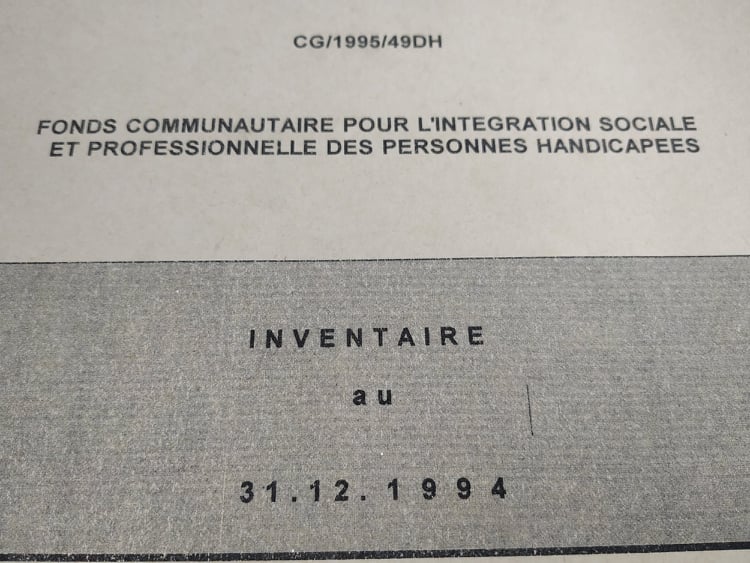 CG/1995/49DH
FONDS COMMUNAUTAIRE POUR L'INTEGRATION SOCIALE
ET PROFESSIONNELLE DES PERSONNES HANDICAPEES
INVENTAIRE
au
31.12.1994